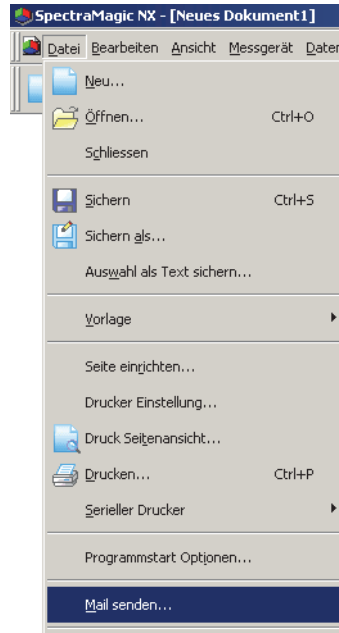 SpectraMagic NX - [Neues Dokument1]
Datei Bearbeiten Ansicht Messgerät Daten
Neu...
Öffnen... Ctrl+O
Schliessen
Sichern Ctrl+S
Sichern als...
Auswahl als Text sichern...
Vorlage
Seite einrichten...
Drucker Einstellung...
Druck Seitenansicht...
Drucken... Ctrl+P
Serieller Drucker
Programmstart Optionen...
Mail senden...